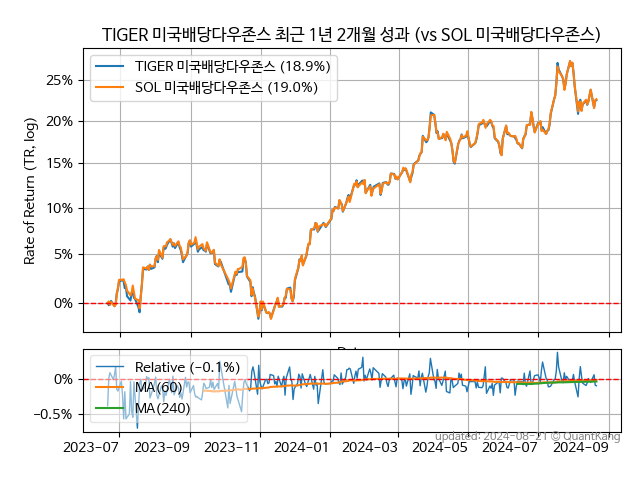 TIGER 미국배당다우존스 최근 1년 2개월 성과 (vs SOL 미국배당다우존스)
TIGER 미국배당다우존스 (18.9%)
SOL 미국배당다우존스 (19.0%)
Rate of Return (TR, log)
25%
20%
15%
10%
5%
0%
Relative (−0.1%)
MA(60)
MA(240)
0%
−0.5%
2023-07
2023-09
2023-11
2024-01
2024-03
2024-05
2024-07
2024-09
updated: 2024-08-21 © QuantKang